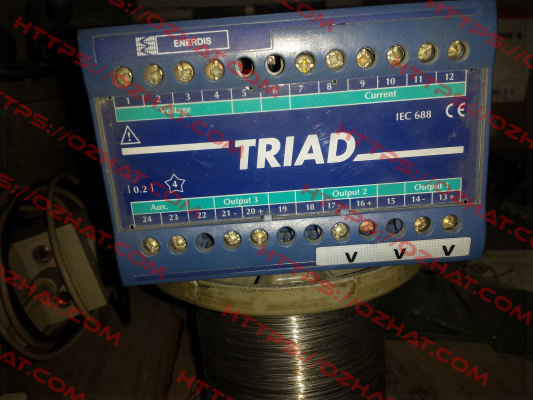 ENERDIS
1 2 3 4 5 6 7 8 9 10 11 12
Voltage Current
IEC 688 CE
TRIAD
0.2 4
Aux. Output 3 Output 2 Output 1
24 23 22 21 - 20 + 19 18 17 - 16 + 15 14 - 13 +
V V V
HTTPS://OZHAT.COM